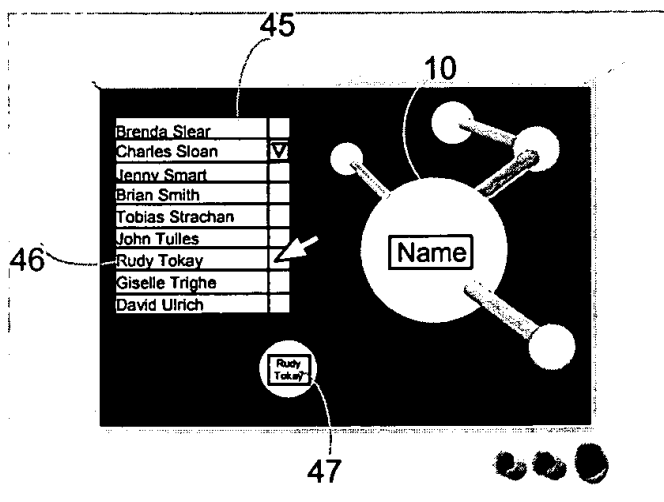 45
10
Brenda Slear
Charles Sloan
Jenny Smart
Brian Smith
Tobias Strachan
John Tulles
46
Rudy Tokay
Giselle Trighe
David Ulrich
Name
Rudy
Tokay
47